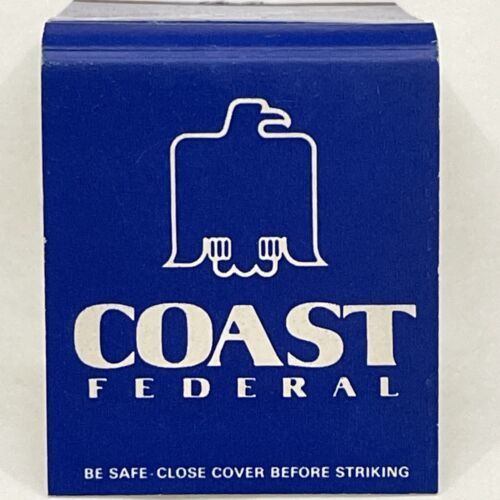 COAST
FEDERAL
BE SAFE - CLOSE COVER BEFORE STRIKING